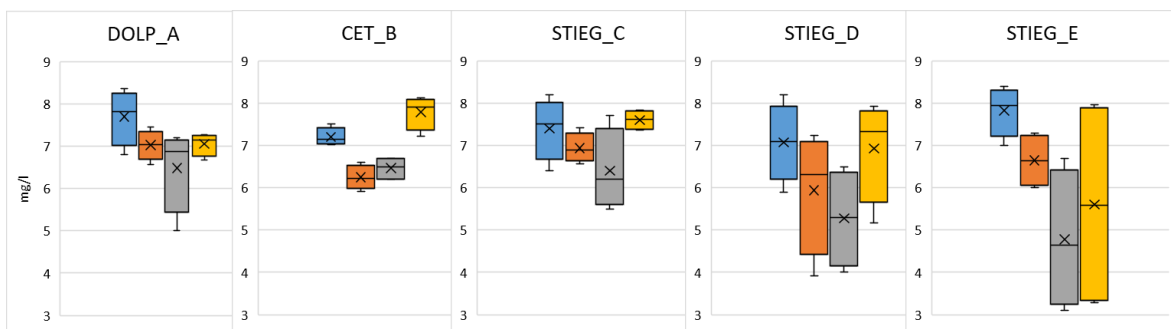 DOLP_A CET_B STIEG_C STIEG_D STIEG_E
9 9 9 9 9
8 8 8 8 8
7 7 7 7 7
6 6 6 6 6
5 5 5 5 5
4 4 4 4 4
3 3 3 3 3
mg/l